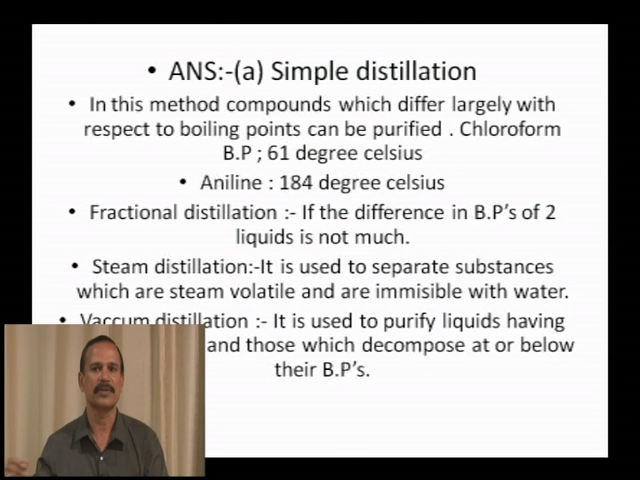 • ANS:-(a) Simple distillation
• In this method compounds which differ largely with
respect to boiling points can be purified . Chloroform
B.P ; 61 degree celsius
• Aniline : 184 degree celsius
• Fractional distillation :- If the difference in B.P's of 2
liquids is not much.
• Steam distillation:-It is used to separate substances
which are steam volatile and are immisible with water.
• Vaccum distillation :- It is used to purify liquids having
and those which decompose at or below
their B.P's.